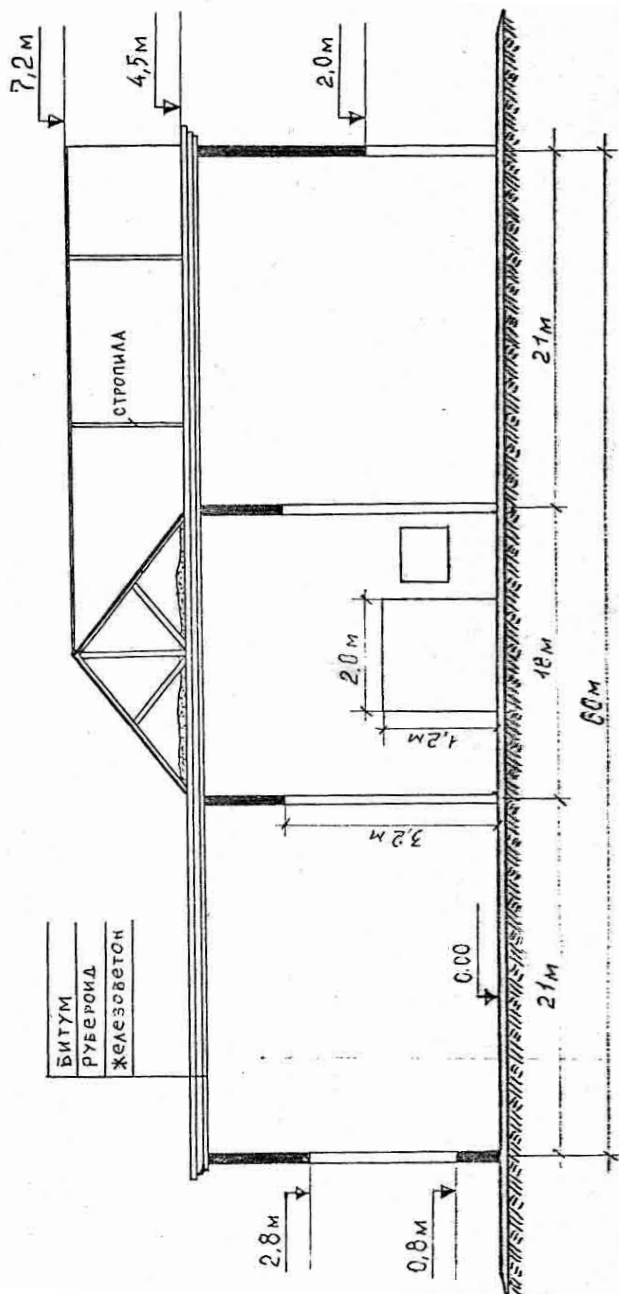 7,2м
4,5м
2,0м
СТРОПИЛА
БИТУМ
РУБЕРОИД
ЖЕЛЕЗОБЕТОН
2,0м
1,2м
3,2м
0.00
2,8м
0,8м
21м
18м
21м
60м